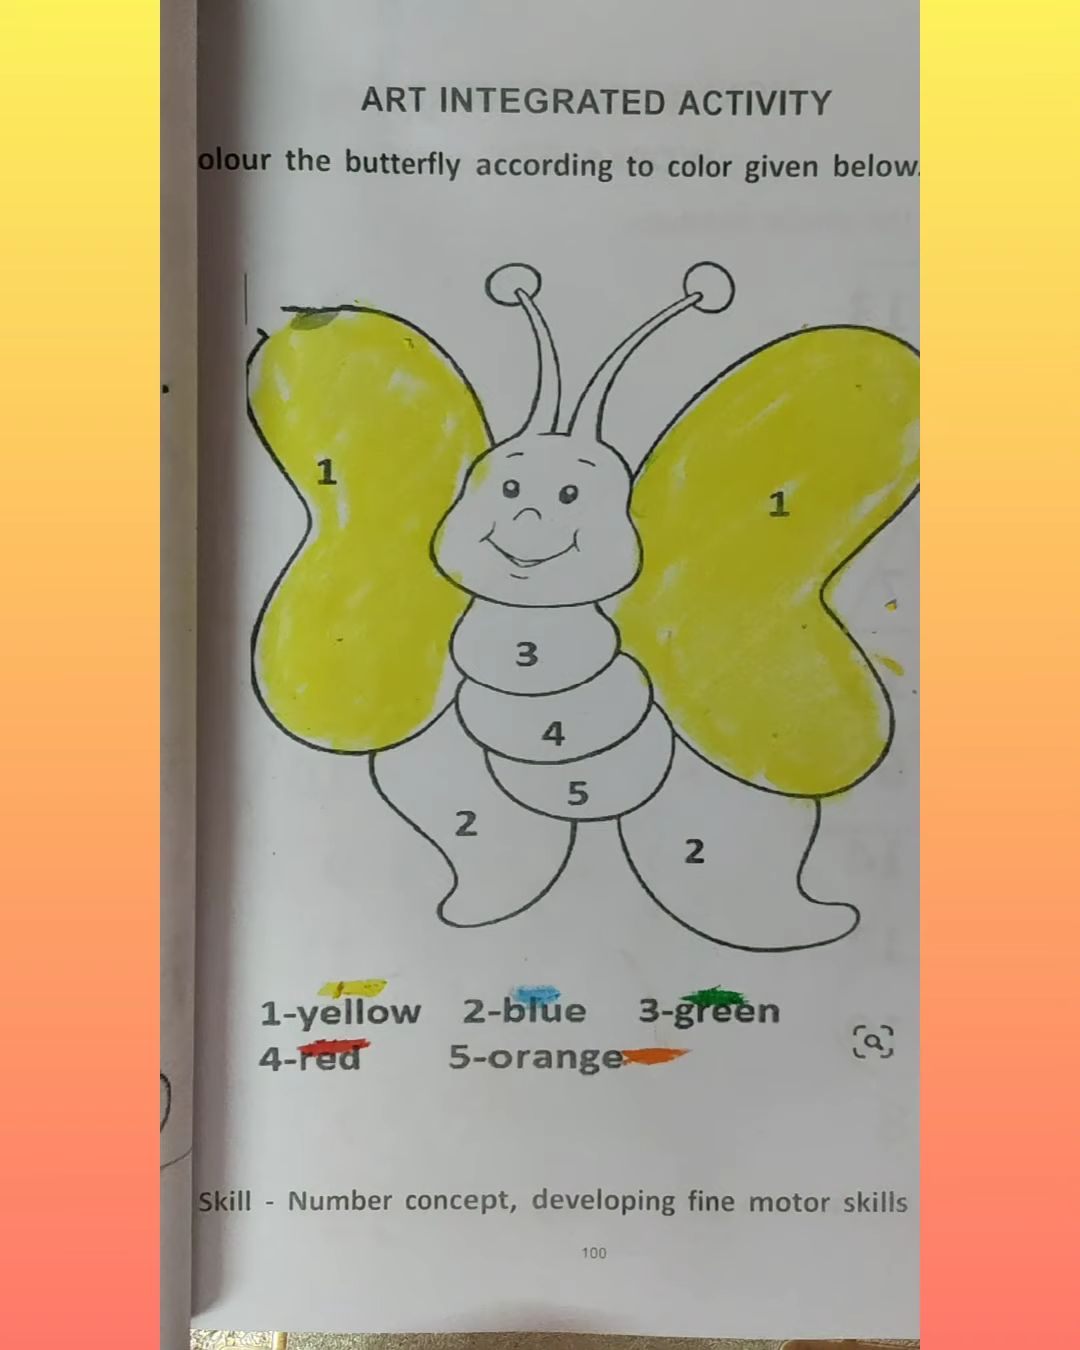 ART INTEGRATED ACTIVITY
olour the butterfly according to color given below.
1
1
3
4
5
2
2
1-yellow 2-blue 3-green
4-red 5-orange
Skill - Number concept, developing fine motor skills
100